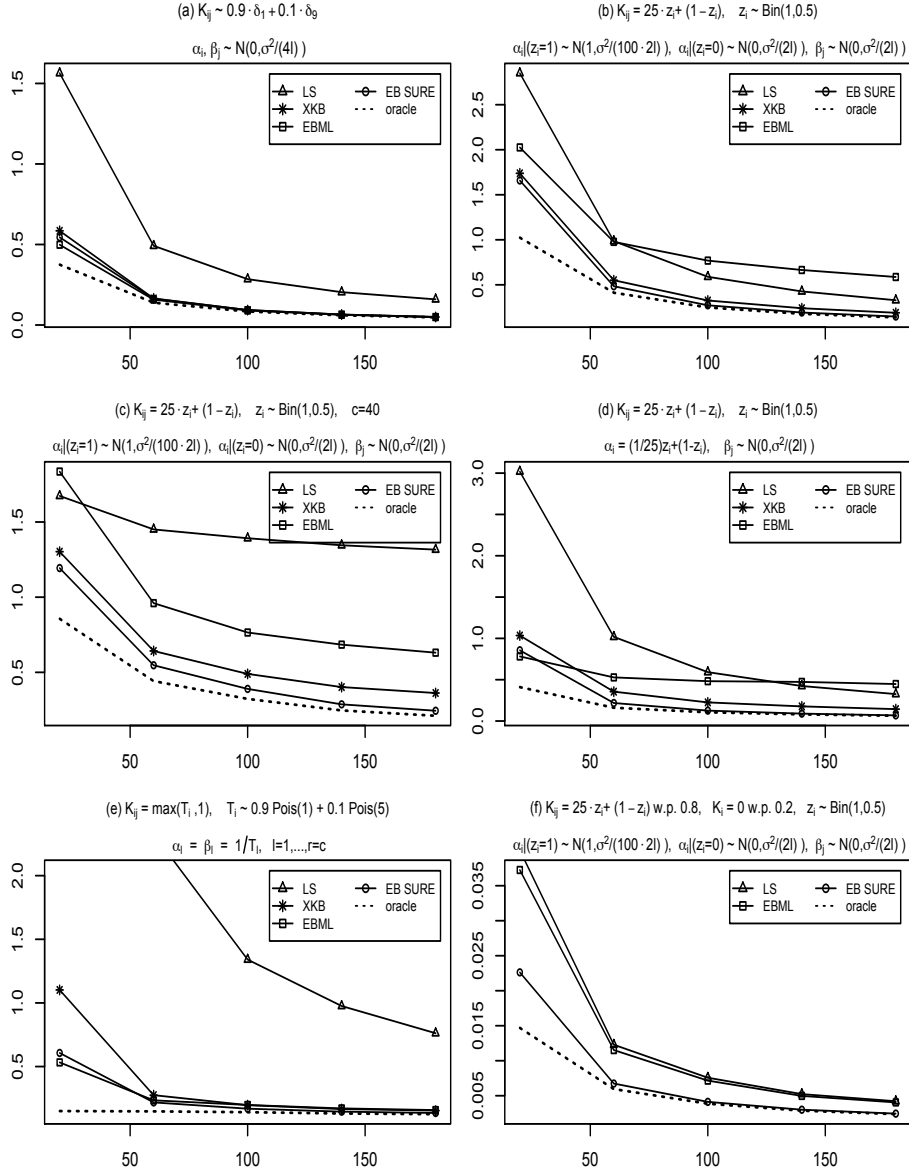 (a) K_ij ~ 0.9 · δ_1 + 0.1 · δ_9
α_i, β_j ~ N(0,σ²/(4l) )
1.5
1.0
0.5
0.0
LS
XKB
EBML
EB SURE
oracle
50
100
150
(b) K_ij = 25 · z_i + (1 − z_i), z_i ~ Bin(1,0.5)
α_i|(z_i=1) ~ N(1,σ²/(100 · 2l) ), α_i|(z_i=0) ~ N(0,σ²/(2l) ), β_j ~ N(0,σ²/(2l) )
2.5
2.0
1.5
1.0
0.5
LS
XKB
EBML
EB SURE
oracle
50
100
150
(c) K_ij = 25 · z_i + (1 − z_i), z_i ~ Bin(1,0.5), c=40
α_i|(z_i=1) ~ N(1,σ²/(100 · 2l) ), α_i|(z_i=0) ~ N(0,σ²/(2l) ), β_j ~ N(0,σ²/(2l) )
1.5
1.0
0.5
LS
XKB
EBML
EB SURE
oracle
50
100
150
(d) K_ij = 25 · z_i + (1 − z_i), z_i ~ Bin(1,0.5)
α_i = (1/25)z_i+(1-z_i), β_j ~ N(0,σ²/(2l) )
3.0
2.0
1.0
0.0
LS
XKB
EBML
EB SURE
oracle
50
100
150
(e) K_ij = max(T_i ,1), T_i ~ 0.9 Pois(1) + 0.1 Pois(5)
α_l = β_l = 1/T_l, l=1,...,r=c
2.0
1.5
1.0
0.5
LS
XKB
EBML
EB SURE
oracle
50
100
150
(f) K_ij = 25 · z_i + (1 − z_i) w.p. 0.8, K_i = 0 w.p. 0.2, z_i ~ Bin(1,0.5)
α_i|(z_i=1) ~ N(1,σ²/(100 · 2l) ), α_i|(z_i=0) ~ N(0,σ²/(2l) ), β_j ~ N(0,σ²/(2l) )
0.035
0.025
0.015
0.005
LS
EBML
EB SURE
oracle
50
100
150